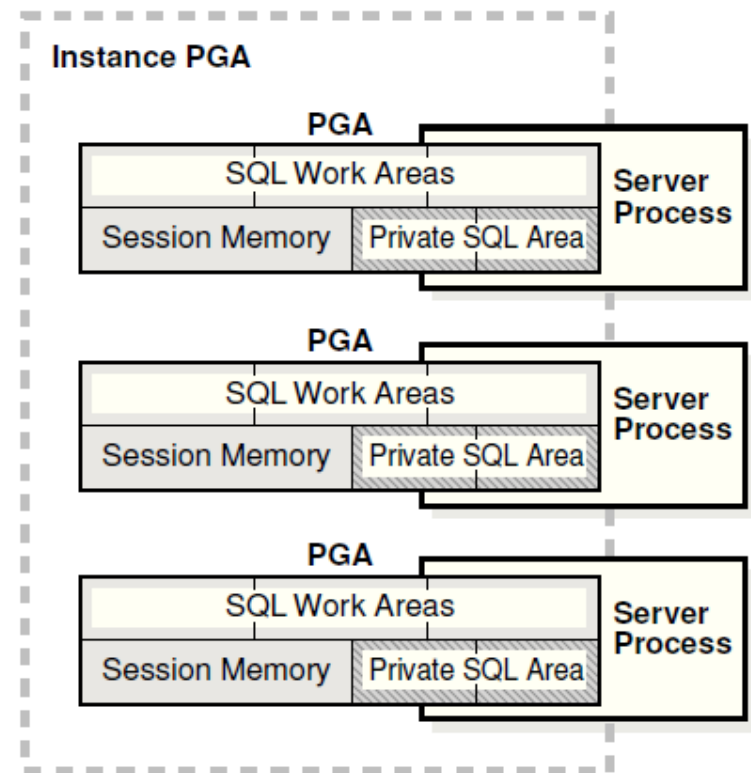 Instance PGA
PGA
SQL Work Areas
Session Memory
Private SQL Area
Server
Process
PGA
SQL Work Areas
Session Memory
Private SQL Area
Server
Process
PGA
SQL Work Areas
Session Memory
Private SQL Area
Server
Process